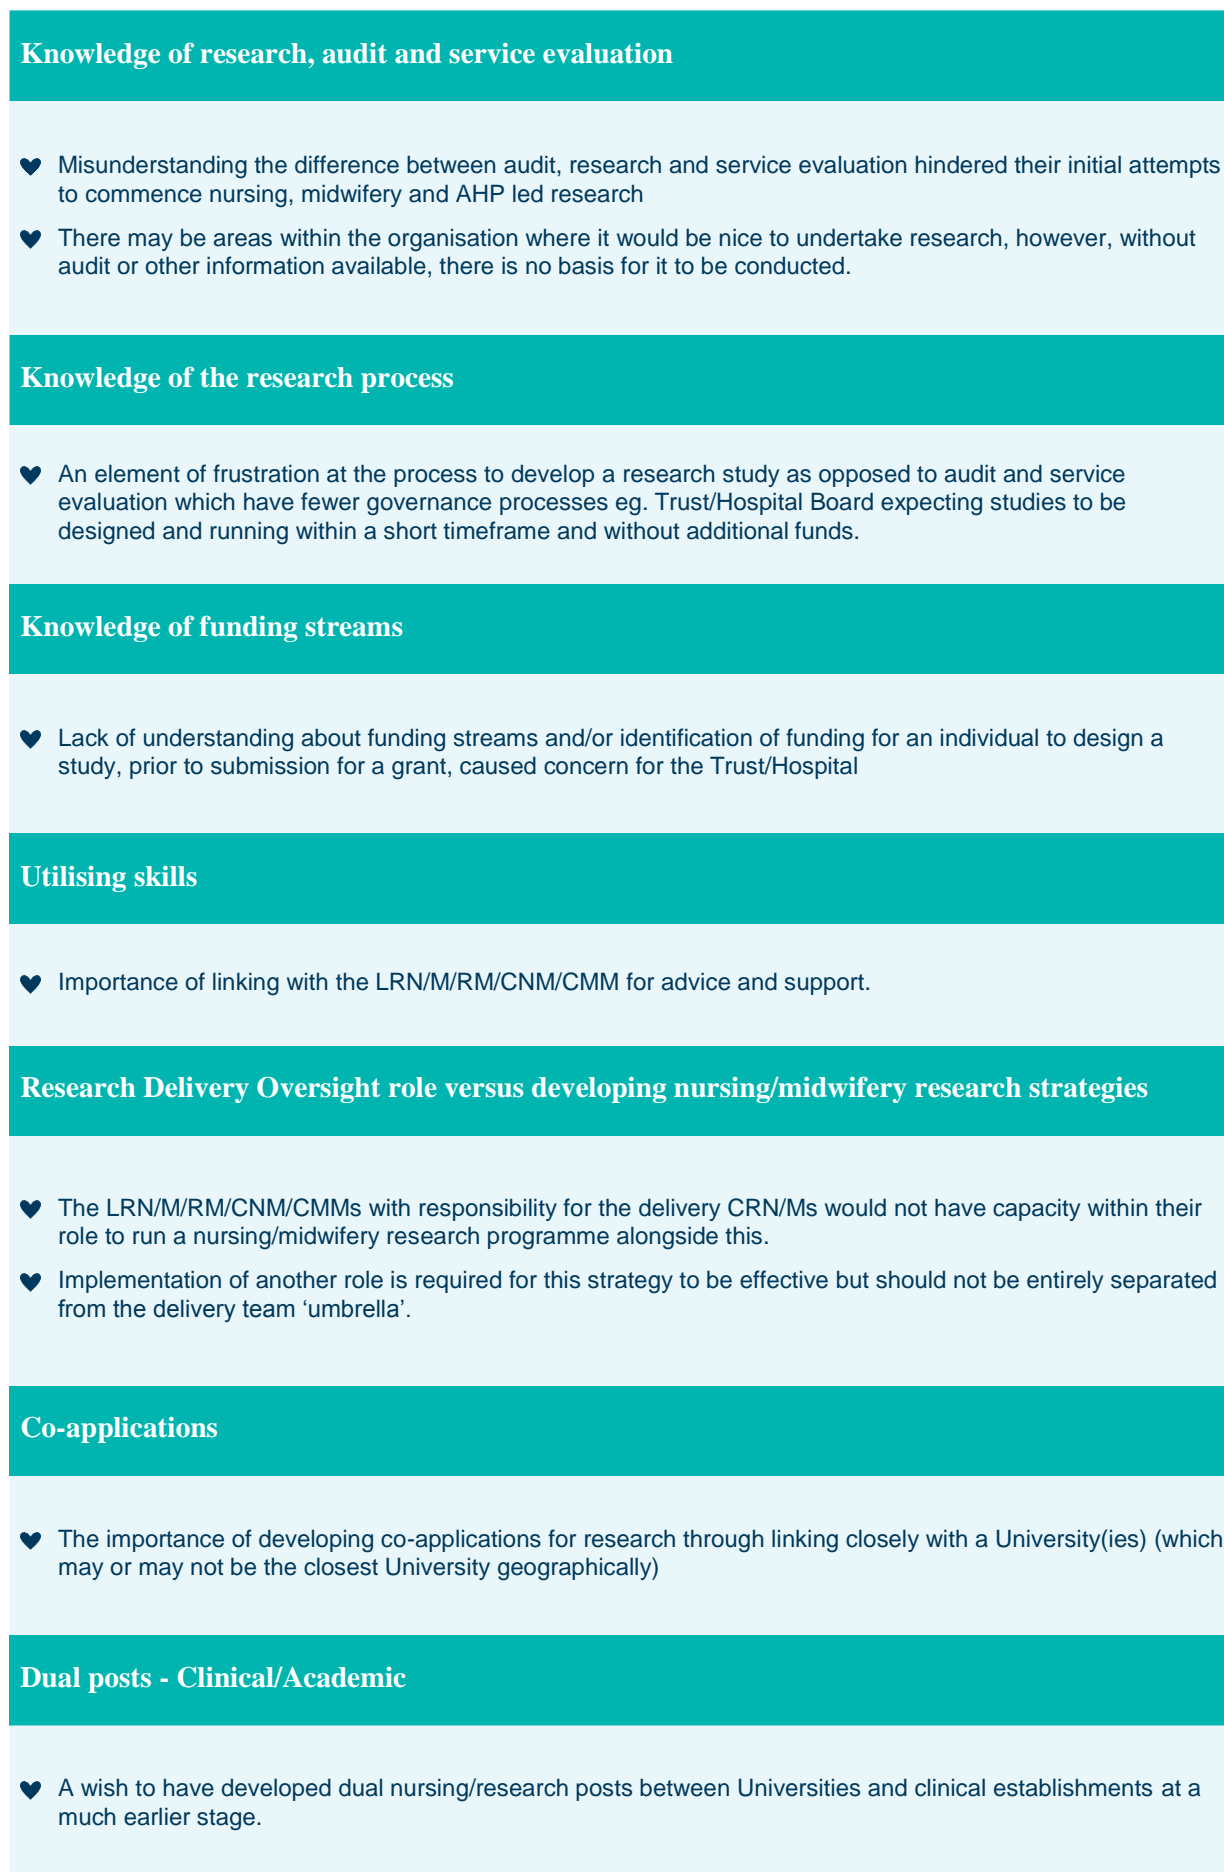 Knowledge of research, audit and service evaluation
Misunderstanding the difference between audit, research and service evaluation hindered their initial attempts
to commence nursing, midwifery and AHP led research
There may be areas within the organisation where it would be nice to undertake research, however, without
audit or other information available, there is no basis for it to be conducted.
Knowledge of the research process
An element of frustration at the process to develop a research study as opposed to audit and service
evaluation which have fewer governance processes eg. Trust/Hospital Board expecting studies to be
designed and running within a short timeframe and without additional funds.
Knowledge of funding streams
Lack of understanding about funding streams and/or identification of funding for an individual to design a
study, prior to submission for a grant, caused concern for the Trust/Hospital
Utilising skills
Importance of linking with the LRN/M/RM/CNM/CMM for advice and support.
Research Delivery Oversight role versus developing nursing/midwifery research strategies
The LRN/M/RM/CNM/CMMs with responsibility for the delivery CRN/Ms would not have capacity within their
role to run a nursing/midwifery research programme alongside this.
Implementation of another role is required for this strategy to be effective but should not be entirely separated
from the delivery team ‘umbrella’.
Co-applications
The importance of developing co-applications for research through linking closely with a University(ies) (which
may or may not be the closest University geographically)
Dual posts - Clinical/Academic
A wish to have developed dual nursing/research posts between Universities and clinical establishments at a
much earlier stage.